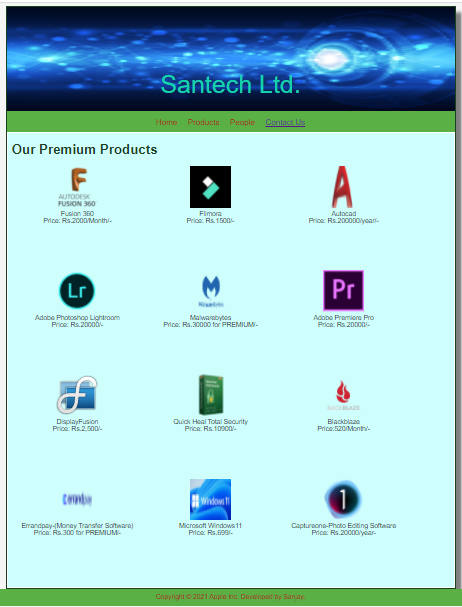 Santech Ltd.
Home Products People Contact Us
Our Premium Products
AUTODESK
FUSION 360
Fusion 360
Price: Rs.2000/Month/-
Flimora
Price: Rs.1500/-
Autocad
Price: Rs.200000/year/-
Lr
Adobe Photoshop Lightroom
Price: Rs.20000/-
Malwarebytes
Price: Rs.30000 for PREMIUM/-
Pr
Adobe Premiere Pro
Price: Rs.20000/-
DisplayFusion
Price: Rs.2,500/-
Quick Heal Total Security
Price: Rs.10900/-
BACKBLAZE
Blackblaze
Price:520/Month/-
Errandpay
Errandpay-(Money Transfer Software)
Price: Rs.300 for PREMIUM/-
Windows 11
Microsoft Windows11
Price: Rs.699/-
1
Captureone-Photo Editing Software
Price: Rs.20000/year-
Copyright © 2021 Apple Inc. Developed by Sanjay.